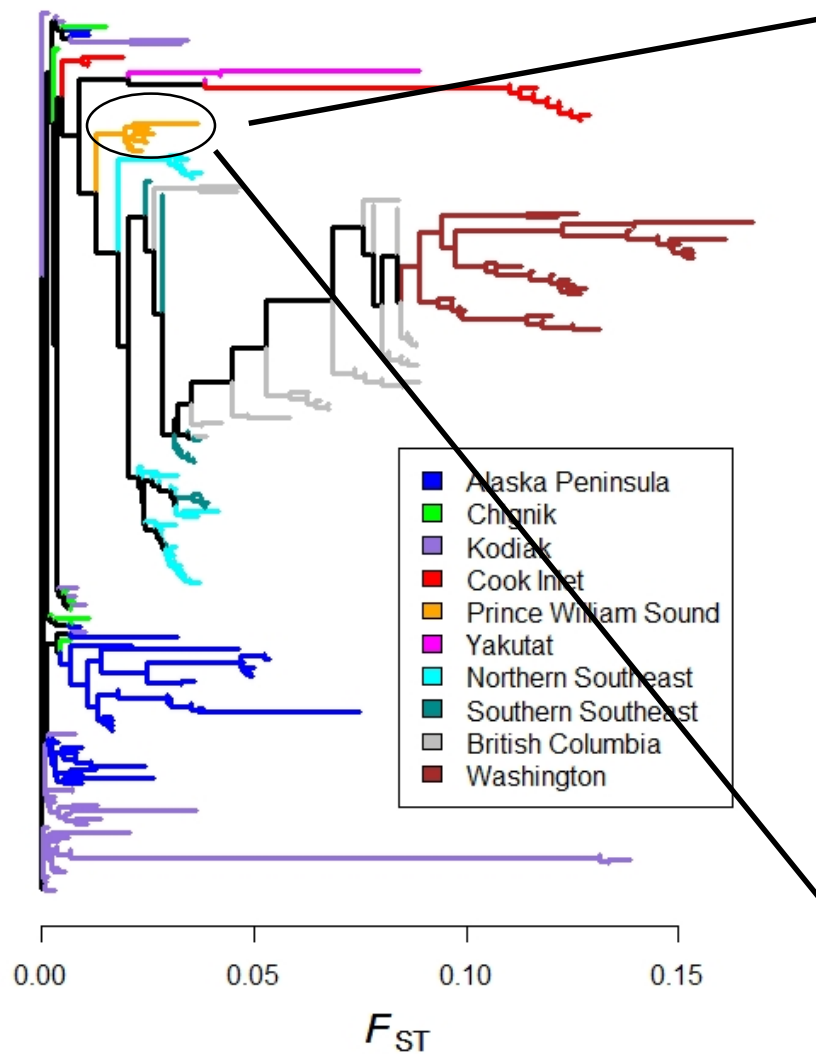 Alaska Peninsula
Chignik
Kodiak
Cook Inlet
Prince William Sound
Yakutat
Northern Southeast
Southern Southeast
British Columbia
Washington
0.00 0.05 0.10 0.15
FST